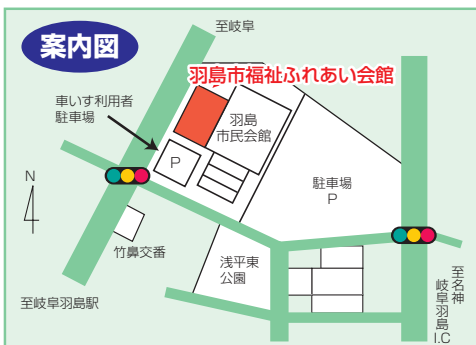 案内図
至岐阜
羽島市福祉ふれあい会館
車いす利用者
駐車場
羽島
市民会館
P
駐車場
P
N
竹鼻交番
浅平東
公園
至岐阜羽島駅
至名神
岐阜羽島
I.C